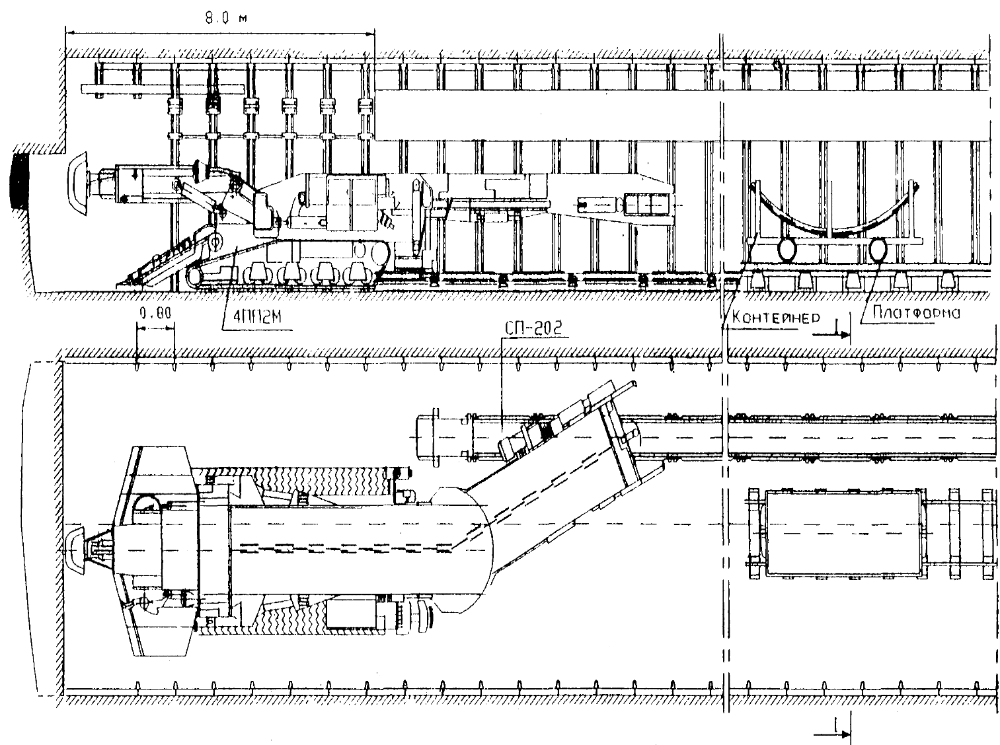 8.0 м
0.80
4ПП2М
СП-202
Контейнер
I
Платформа
I